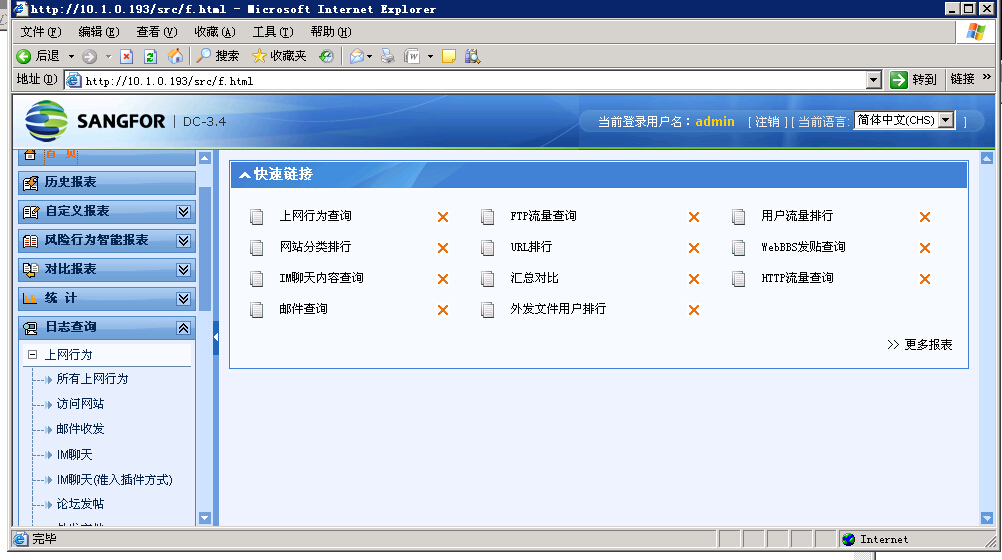 http://10.1.0.193/src/f.html - Microsoft Internet Explorer
文件(F) 编辑(E) 查看(V) 收藏(A) 工具(T) 帮助(H)
后退 搜索 收藏夹
地址(D) http://10.1.0.193/src/f.html 转到 链接 »
SANGFOR | DC-3.4 当前登录用户名：admin [ 注销 ] [ 当前语言: 简体中文(CHS) ]
首 页
历史报表
自定义报表
风险行为智能报表
对比报表
统 计
日志查询
上网行为
所有上网行为
访问网站
邮件收发
IM聊天
IM聊天(准入插件方式)
论坛发帖
快速链接
上网行为查询 FTP流量查询 用户流量排行
网站分类排行 URL排行 WebBBS发贴查询
IM聊天内容查询 汇总对比 HTTP流量查询
邮件查询 外发文件用户排行
>> 更多报表
完毕 Internet